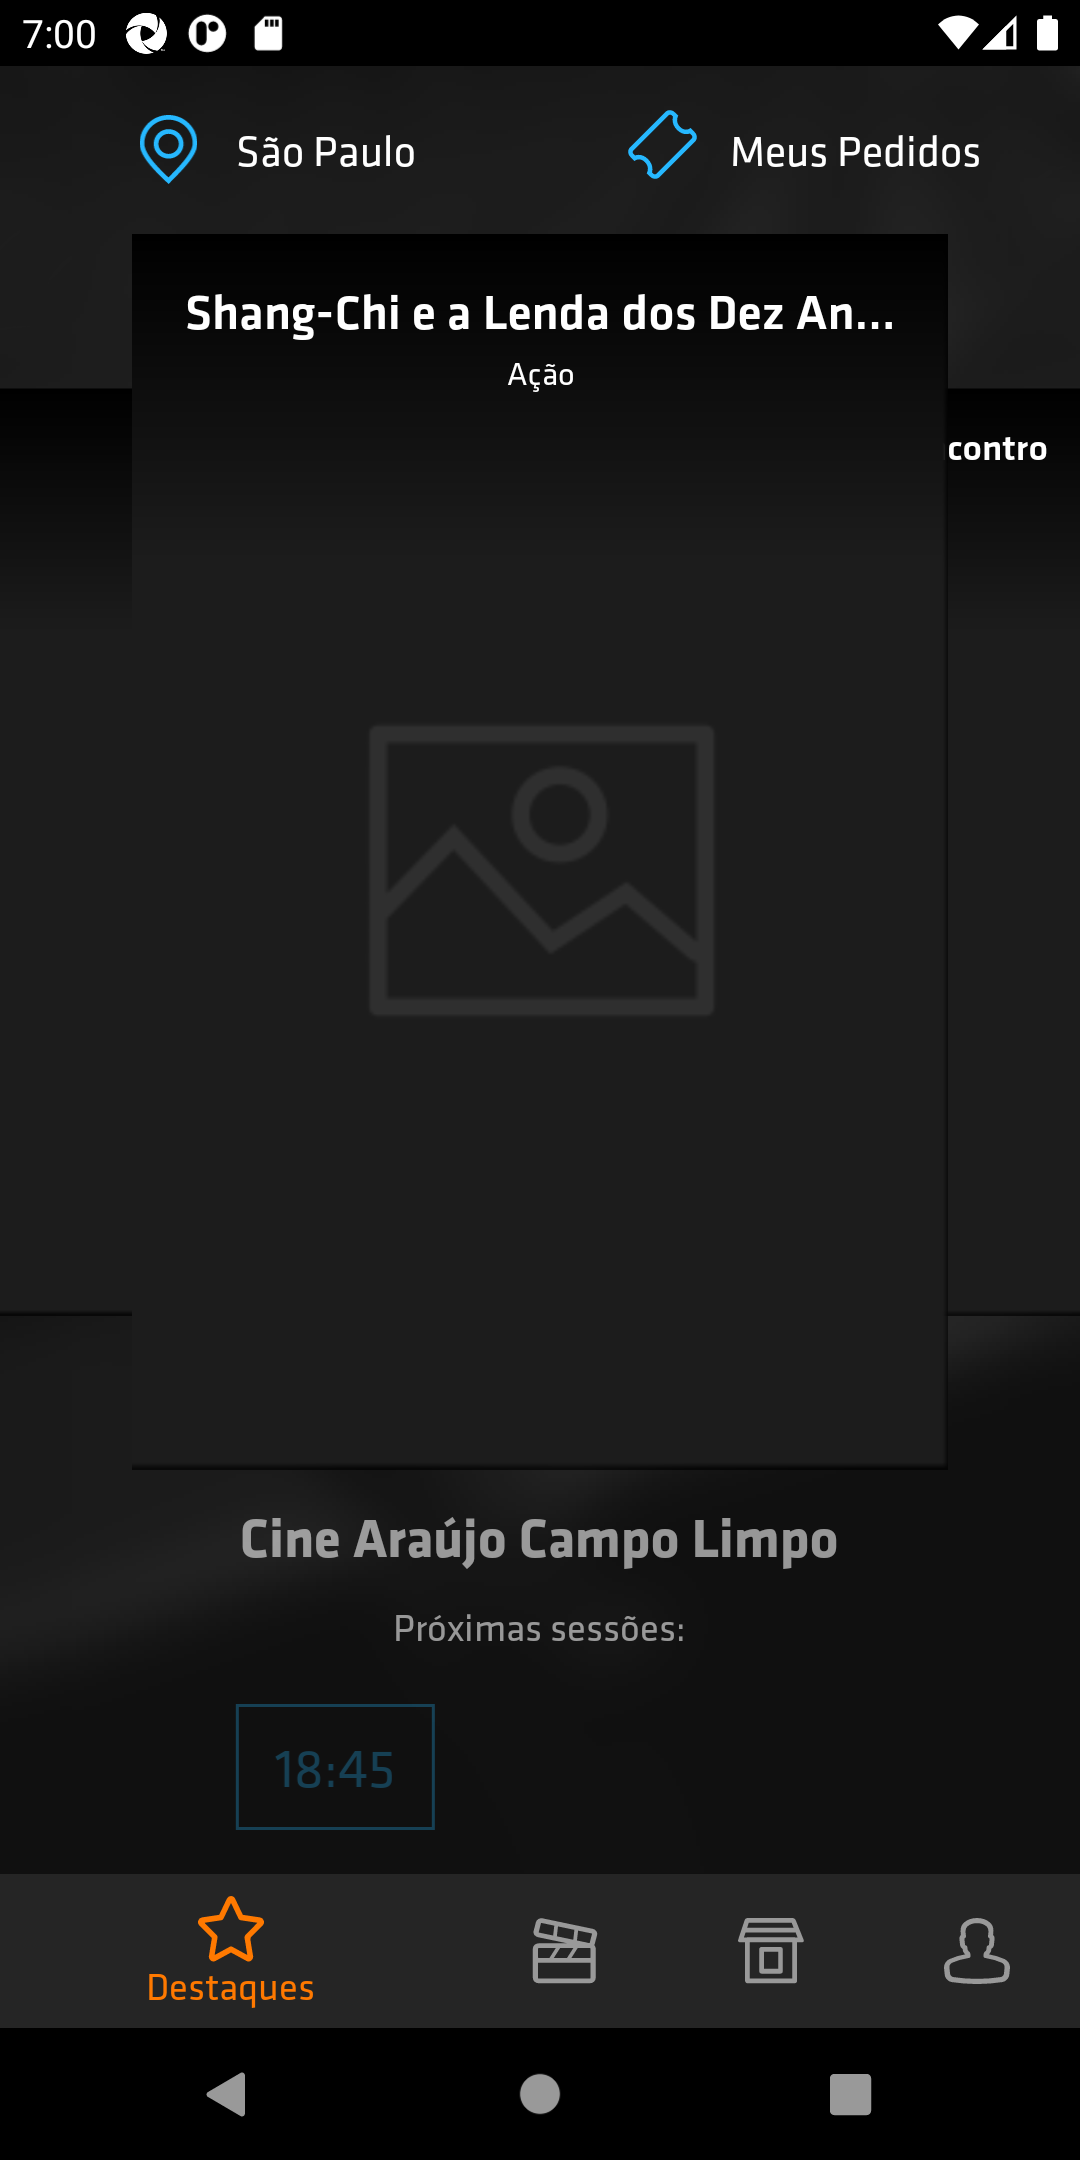 7:00
São Paulo
Meus Pedidos
Shang-Chi e a Lenda dos Dez An...
Ação
contro
Cine Araújo Campo Limpo
Próximas sessões:
18:45
Destaques